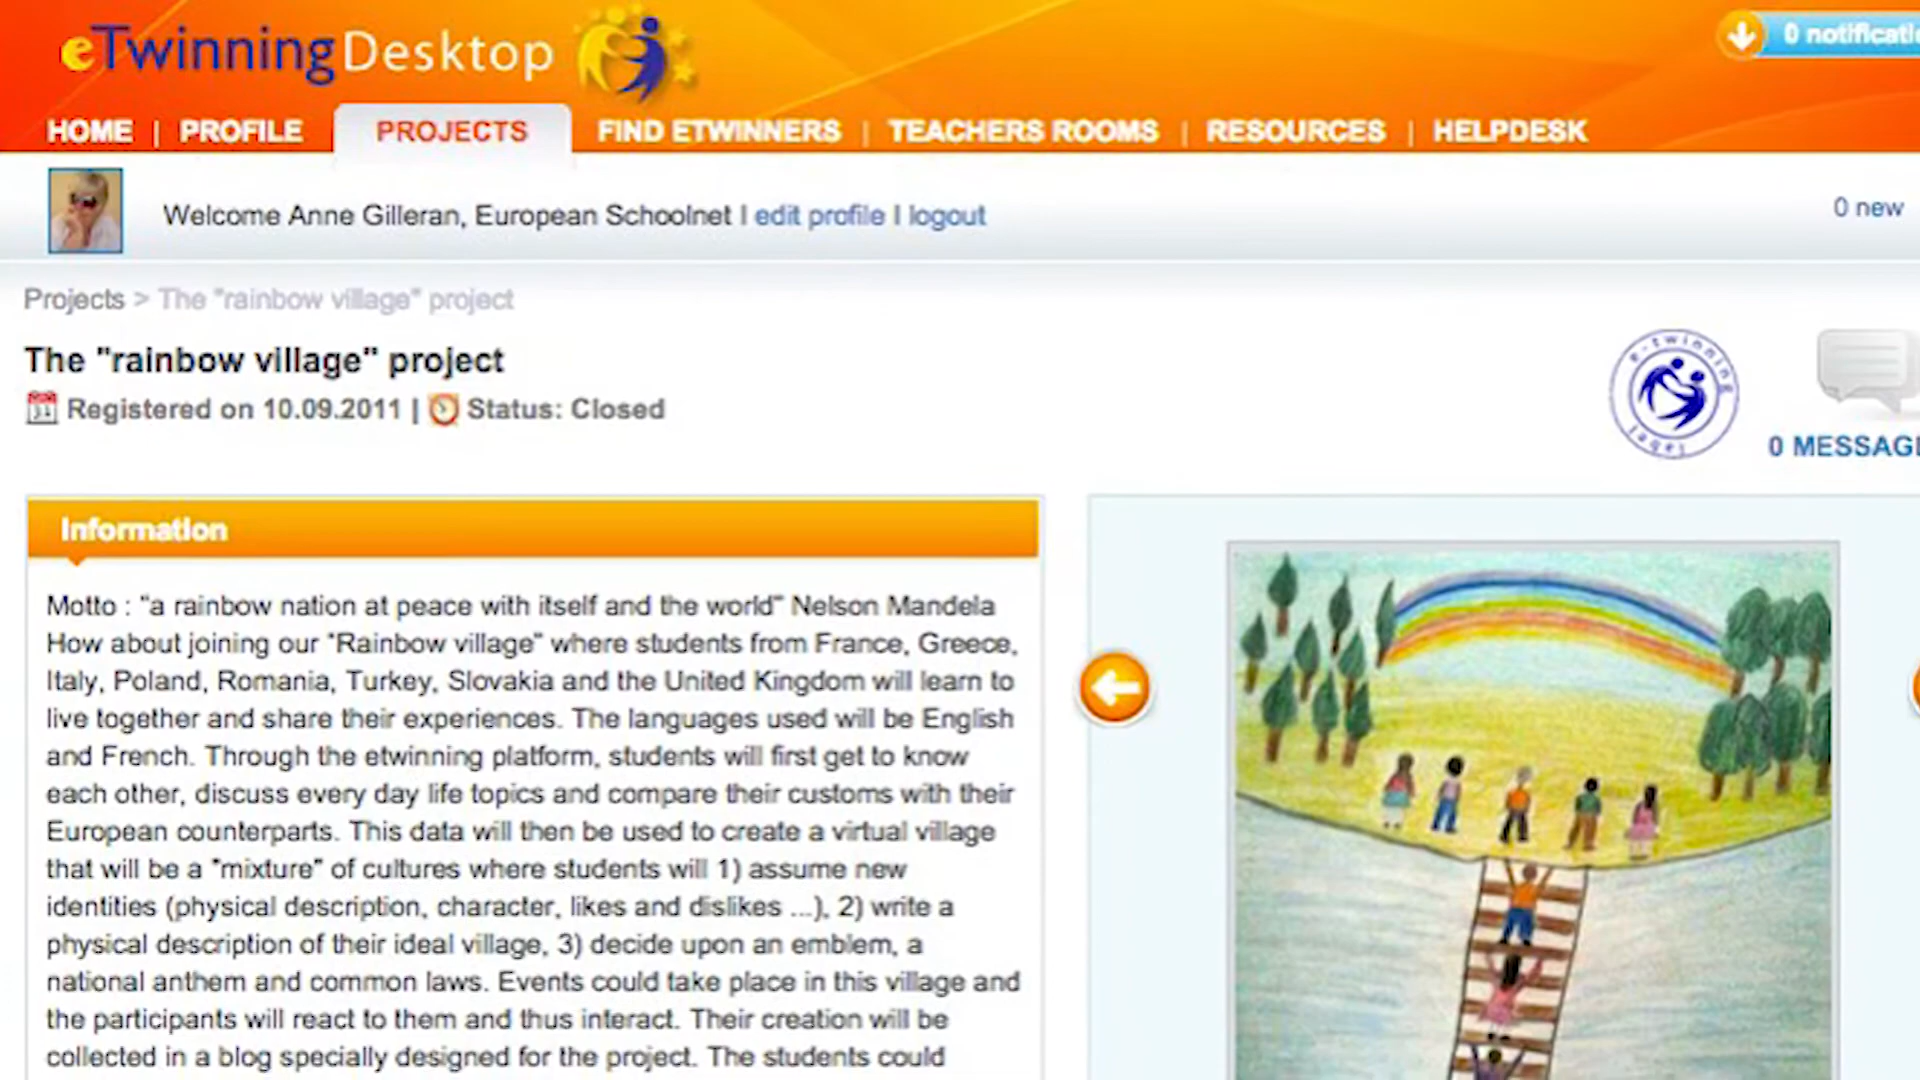 eTwinning Desktop
0 notificati
HOME | PROFILE PROJECTS FIND ETWINNERS | TEACHERS ROOMS | RESOURCES | HELPDESK
Welcome Anne Gilleran, European Schoolnet | edit profile | logout
0 new
Projects > The "rainbow village" project
The "rainbow village" project
Registered on 10.09.2011 | Status: Closed
e-twinning
label
0 MESSAGE
Information
Motto : "a rainbow nation at peace with itself and the world" Nelson Mandela
How about joining our "Rainbow village" where students from France, Greece,
Italy, Poland, Romania, Turkey, Slovakia and the United Kingdom will learn to
live together and share their experiences. The languages used will be English
and French. Through the etwinning platform, students will first get to know
each other, discuss every day life topics and compare their customs with their
European counterparts. This data will then be used to create a virtual village
that will be a "mixture" of cultures where students will 1) assume new
identities (physical description, character, likes and dislikes ...), 2) write a
physical description of their ideal village, 3) decide upon an emblem, a
national anthem and common laws. Events could take place in this village and
the participants will react to them and thus interact. Their creation will be
collected in a blog specially designed for the project. The students could